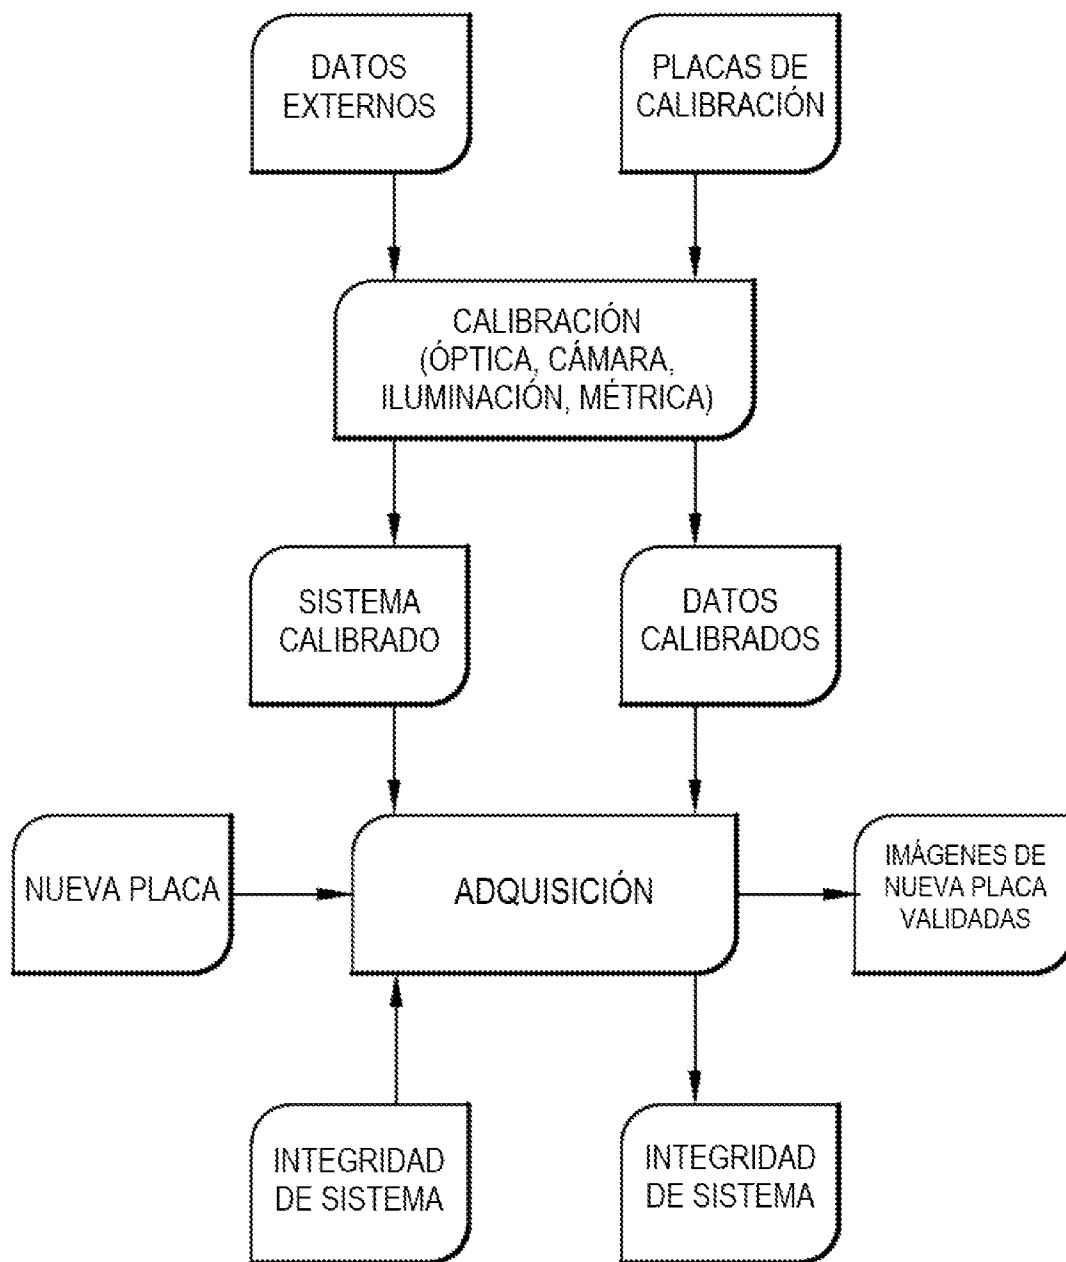 DATOS
EXTERNOS
PLACAS DE
CALIBRACIÓN
CALIBRACIÓN
(ÓPTICA, CÁMARA,
ILUMINACIÓN, MÉTRICA)
SISTEMA
CALIBRADO
DATOS
CALIBRADOS
NUEVA PLACA
ADQUISICIÓN
IMÁGENES DE
NUEVA PLACA
VALIDADAS
INTEGRIDAD
DE SISTEMA
INTEGRIDAD
DE SISTEMA